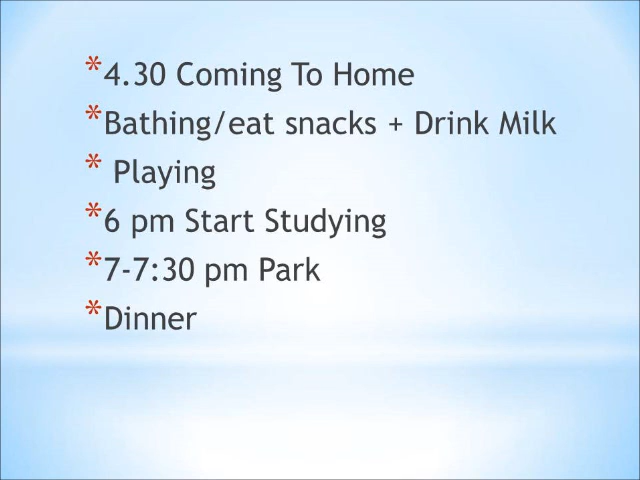 *4.30 Coming To Home
*Bathing/eat snacks + Drink Milk
* Playing
*6 pm Start Studying
*7-7:30 pm Park
*Dinner